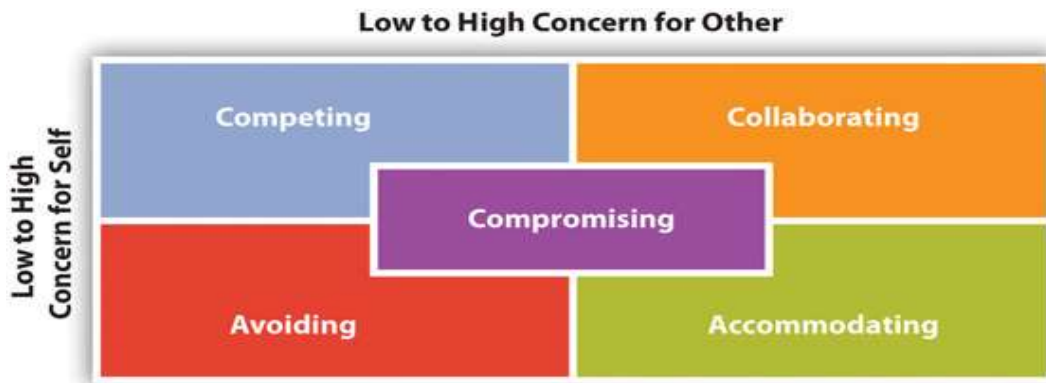 Low to High Concern for Other
Low to High
Concern for Self
Competing
Collaborating
Compromising
Avoiding
Accommodating